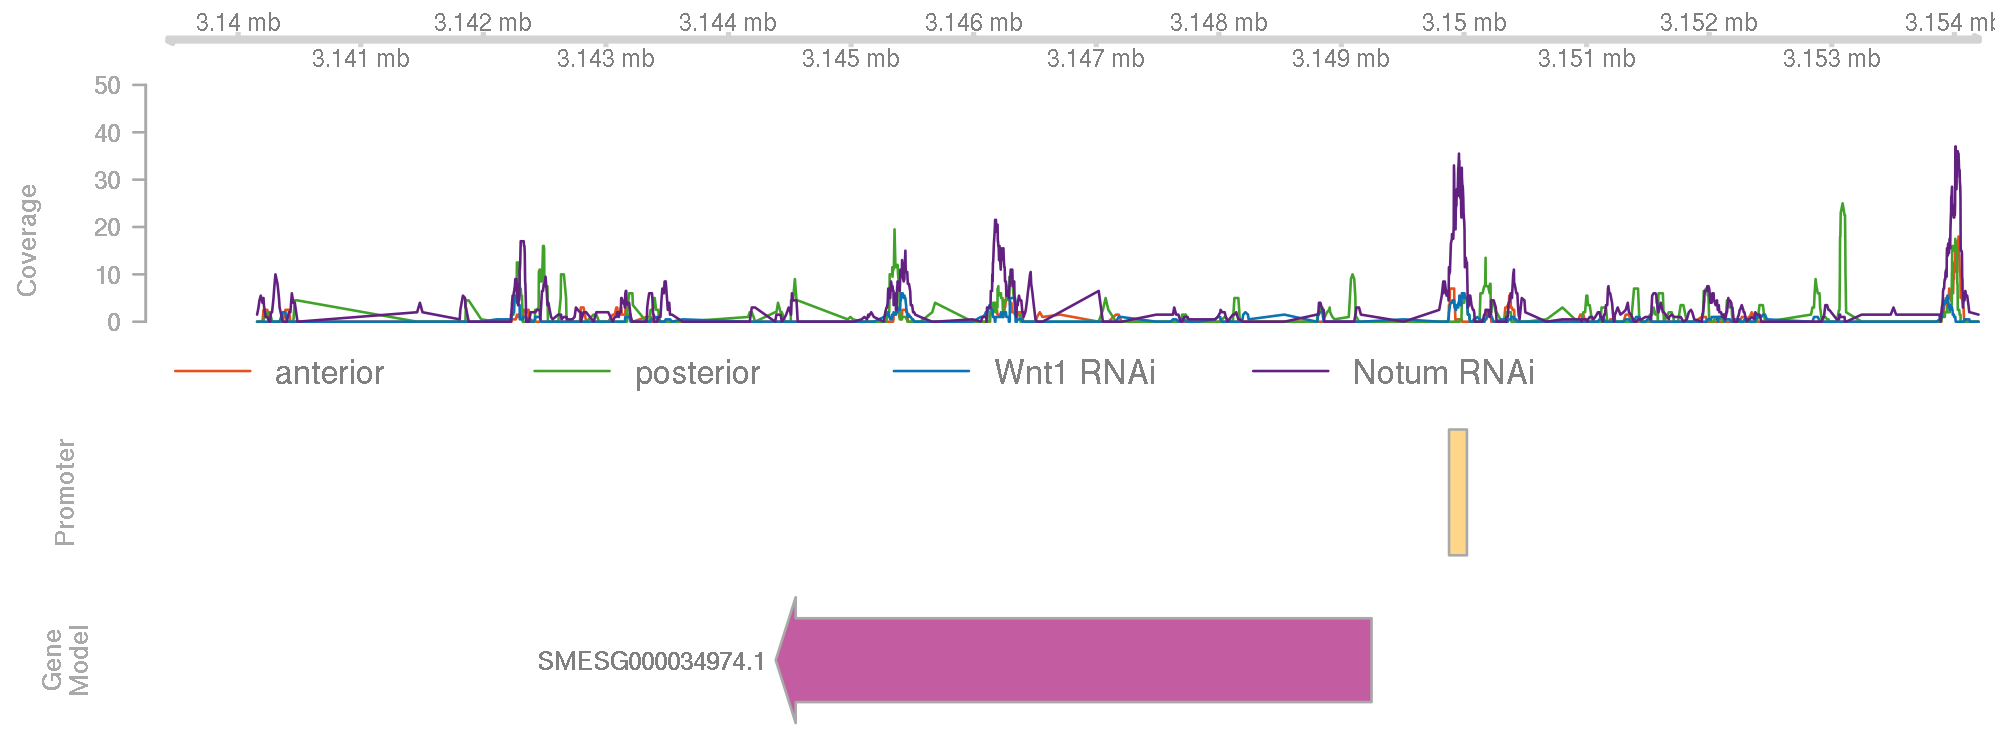 3.14 mb 3.142 mb 3.144 mb 3.146 mb 3.148 mb 3.15 mb 3.152 mb 3.154 m
3.141 mb 3.143 mb 3.145 mb 3.147 mb 3.149 mb 3.151 mb 3.153 mb
50
40
30
20
10
0
Coverage
anterior posterior Wnt1 RNAi Notum RNAi
Promoter
Gene
Model
SMESG000034974.1